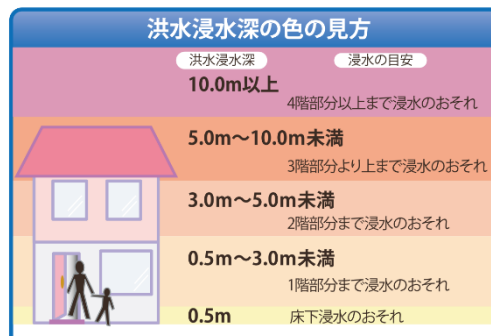 洪水浸水深の色の見方
洪水浸水深 浸水の目安
10.0m以上
4階部分以上まで浸水のおそれ
5.0m〜10.0m未満
3階部分より上まで浸水のおそれ
3.0m〜5.0m未満
2階部分まで浸水のおそれ
0.5m〜3.0m未満
1階部分まで浸水のおそれ
0.5m 床下浸水のおそれ